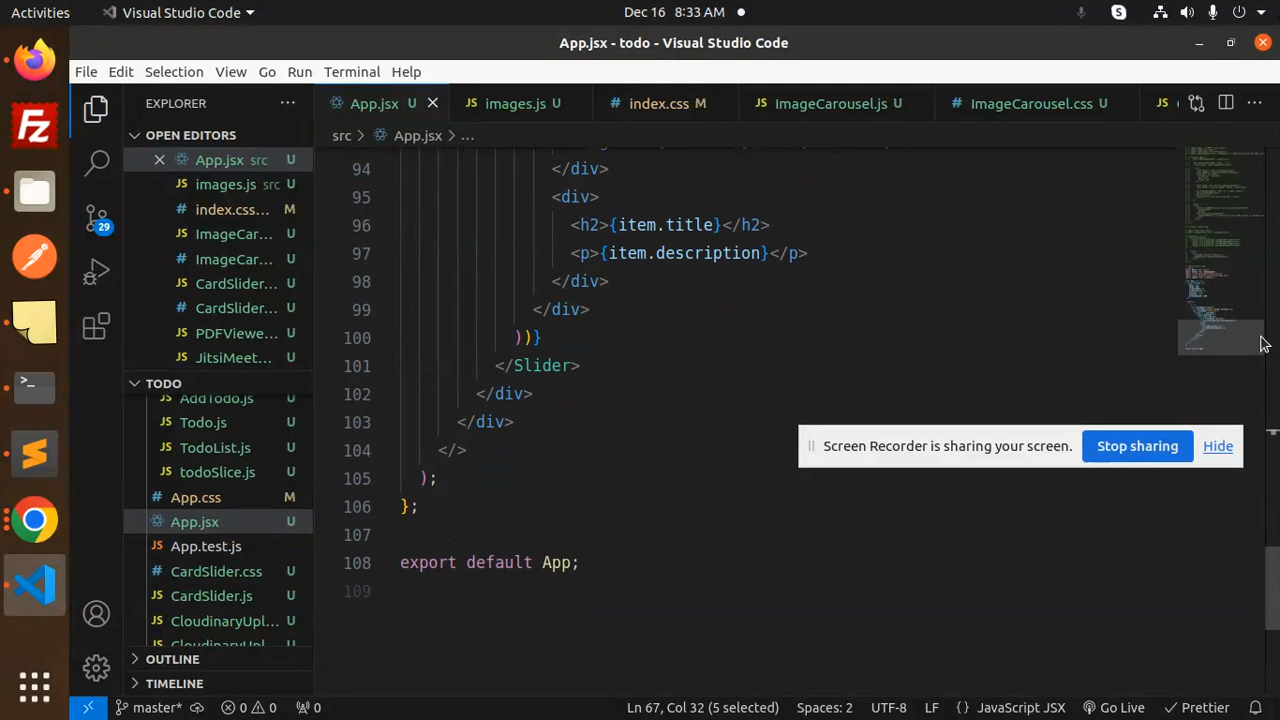 Activities
Visual Studio Code
Dec 16 8:33 AM
App.jsx - todo - Visual Studio Code
File Edit Selection View Go Run Terminal Help
EXPLORER
App.jsx U
images.js U
index.css M
ImageCarousel.js U
ImageCarousel.css U
src > App.jsx > ...
OPEN EDITORS
App.jsx src U
images.js src U
index.css... M
ImageCar... U
ImageCar... U
CardSlider... U
CardSlider... U
PDFViewe... U
JitsiMeet... U
TODO
AddTodo.js U
Todo.js U
TodoList.js U
todoSlice.js U
App.css M
App.jsx U
App.test.js
CardSlider.css U
CardSlider.js U
CloudinaryUpl... U
CloudinaryUpl... U
OUTLINE
TIMELINE
29
94 </div>
95 <div>
96 <h2>{item.title}</h2>
97 <p>{item.description}</p>
98 </div>
99 </div>
100 ))}
101 </Slider>
102 </div>
103 </div>
104 </>
105 );
106 };
107
108 export default App;
109
Screen Recorder is sharing your screen. Stop sharing Hide
master* 0 0 0
Ln 67, Col 32 (5 selected) Spaces: 2 UTF-8 LF {} JavaScript JSX Go Live Prettier